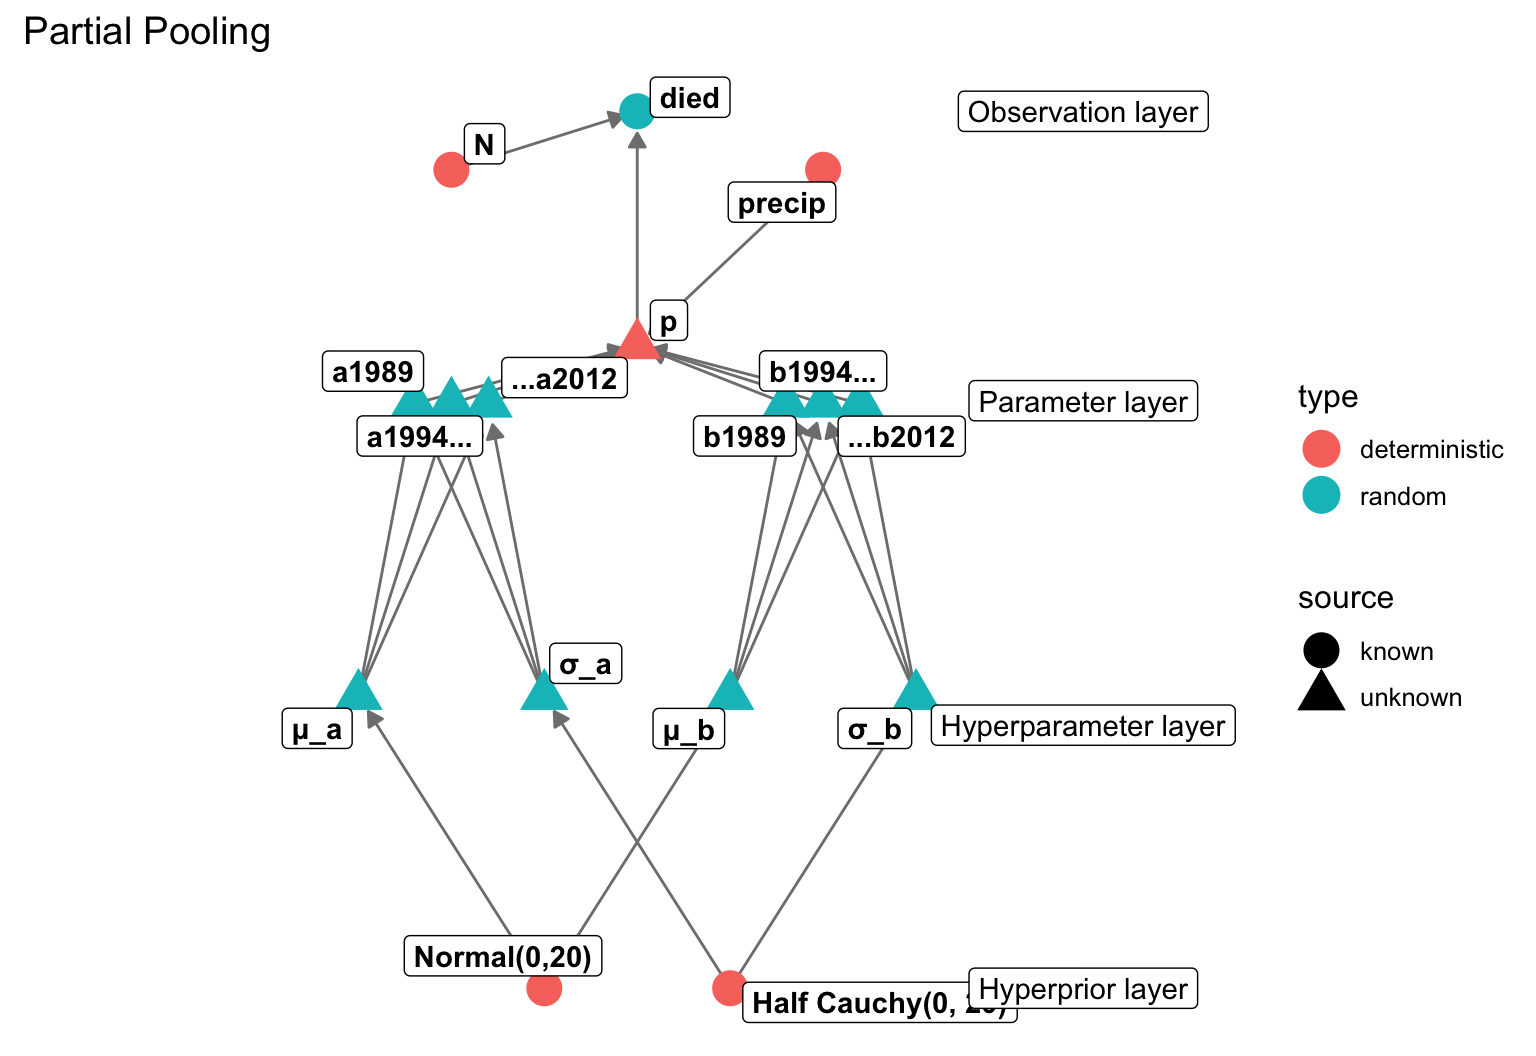 Partial Pooling
died
Observation layer
N
precip
p
a1989
...a2012
b1994...
Parameter layer
a1994...
b1989
...b2012
type
deterministic
random
source
known
unknown
σ_a
μ_a
μ_b
σ_b
Hyperparameter layer
Normal(0,20)
Half Cauchy(0,
Hyperprior layer